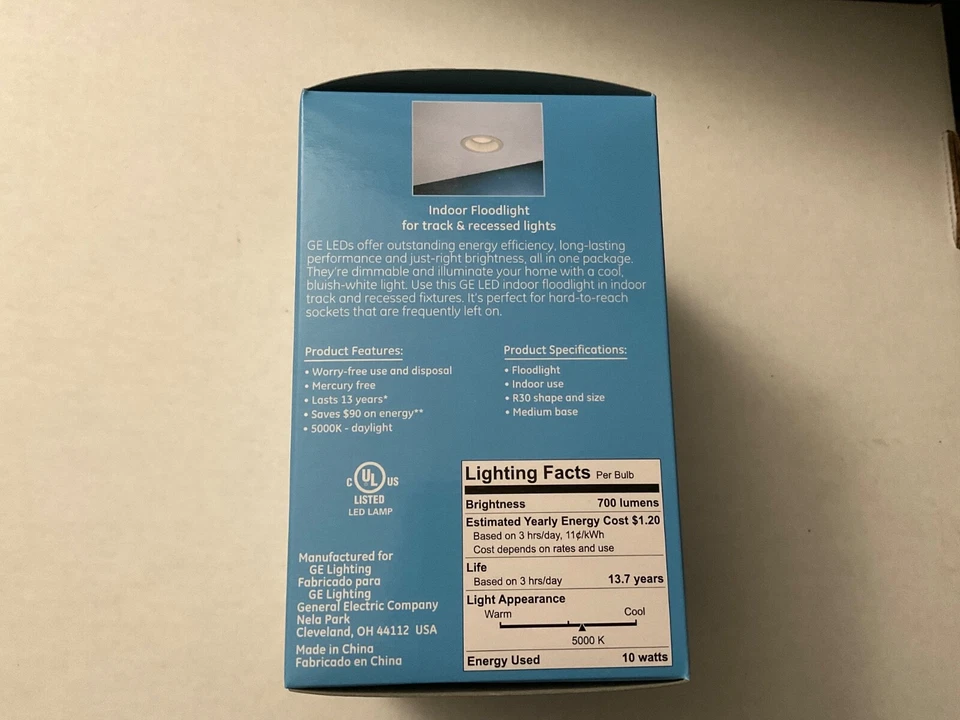 Indoor Floodlight
for track & recessed lights
GE LEDs offer outstanding energy efficiency, long-lasting
performance and just-right brightness, all in one package.
They're dimmable and illuminate your home with a cool,
bluish-white light. Use this GE LED indoor floodlight in indoor
track and recessed fixtures. It's perfect for hard-to-reach
sockets that are frequently left on.
Product Features:
• Worry-free use and disposal
• Mercury free
• Lasts 13 years*
• Saves $90 on energy**
• 5000K - daylight
Product Specifications:
• Floodlight
• Indoor use
• R30 shape and size
• Medium base
C UL US
LISTED
LED LAMP
Manufactured for
GE Lighting
Fabricado para
GE Lighting
General Electric Company
Nela Park
Cleveland, OH 44112 USA
Made in China
Fabricado en China
Lighting Facts Per Bulb
Brightness 700 lumens
Estimated Yearly Energy Cost $1.20
Based on 3 hrs/day, 11¢/kWh
Cost depends on rates and use
Life
Based on 3 hrs/day 13.7 years
Light Appearance
Warm Cool
5000 K
Energy Used 10 watts